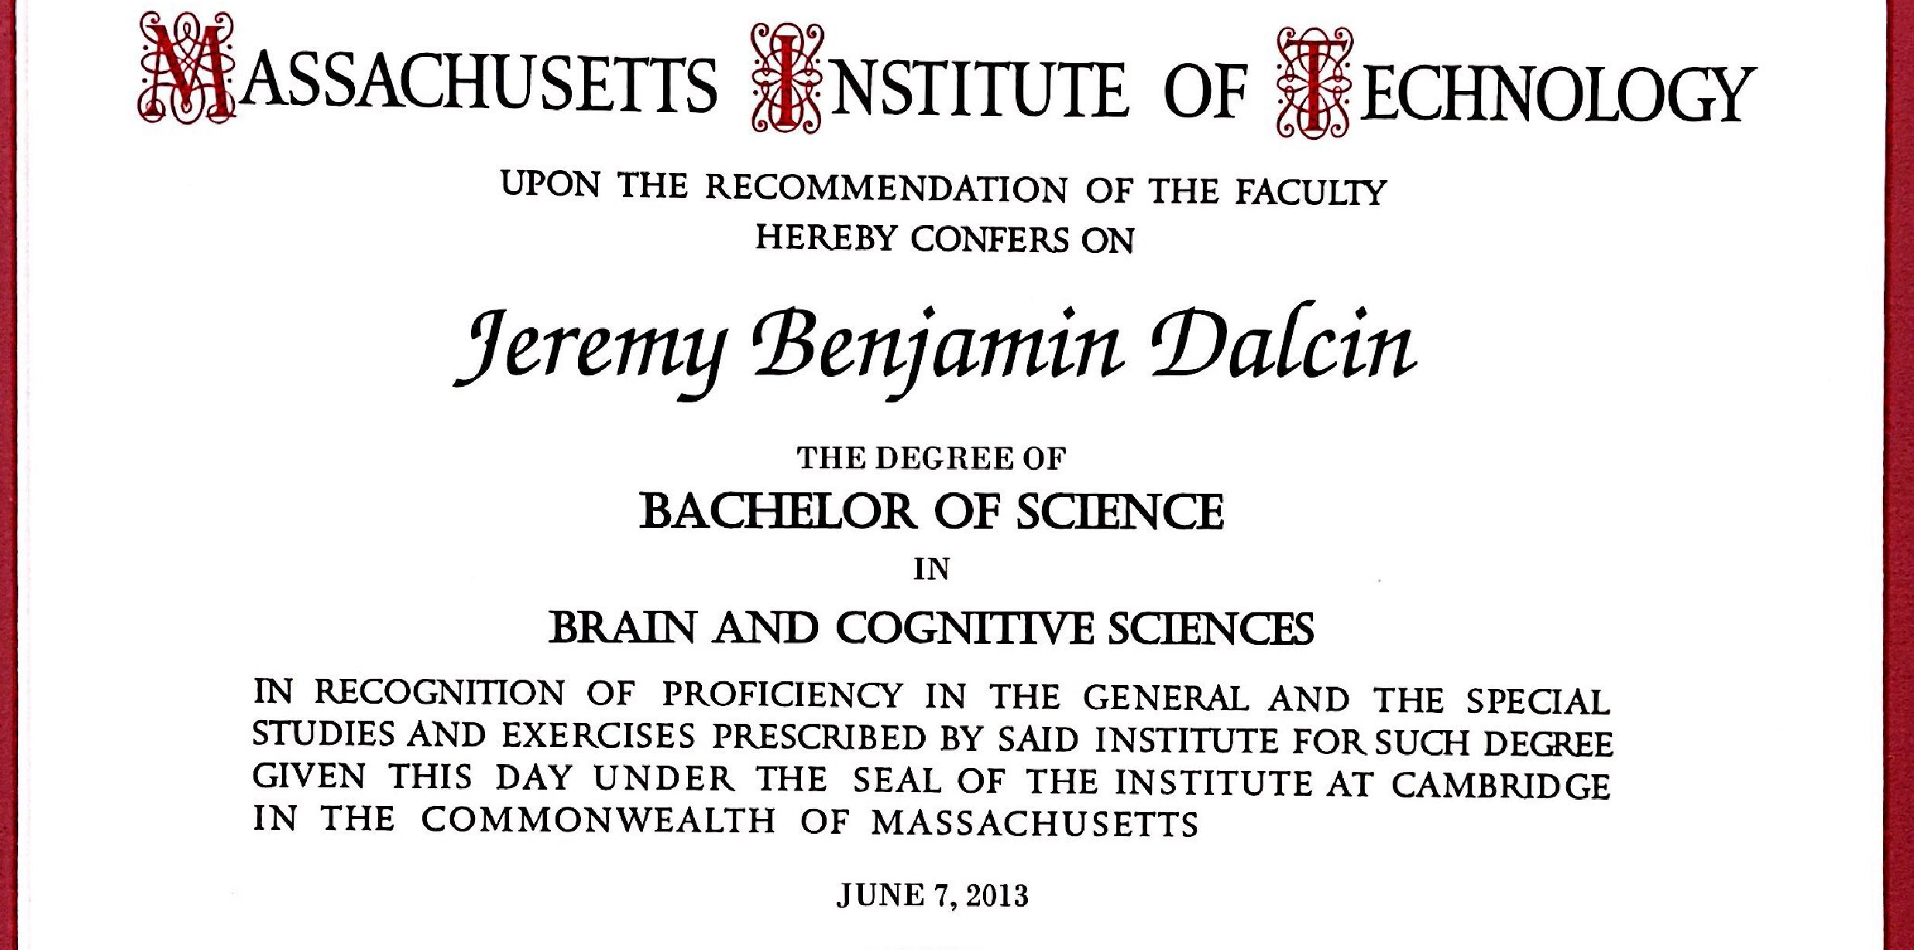 MASSACHUSETTS INSTITUTE OF TECHNOLOGY
UPON THE RECOMMENDATION OF THE FACULTY
HEREBY CONFERS ON
Jeremy Benjamin Dalcin
THE DEGREE OF
BACHELOR OF SCIENCE
IN
BRAIN AND COGNITIVE SCIENCES
IN RECOGNITION OF PROFICIENCY IN THE GENERAL AND THE SPECIAL
STUDIES AND EXERCISES PRESCRIBED BY SAID INSTITUTE FOR SUCH DEGREE
GIVEN THIS DAY UNDER THE SEAL OF THE INSTITUTE AT CAMBRIDGE
IN THE COMMONWEALTH OF MASSACHUSETTS
JUNE 7, 2013